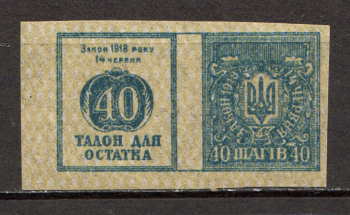 Закон 1918 року
14 червня
40
ТАЛОН ДЛЯ
ОСТАТКА
40 ШАГІВ 40